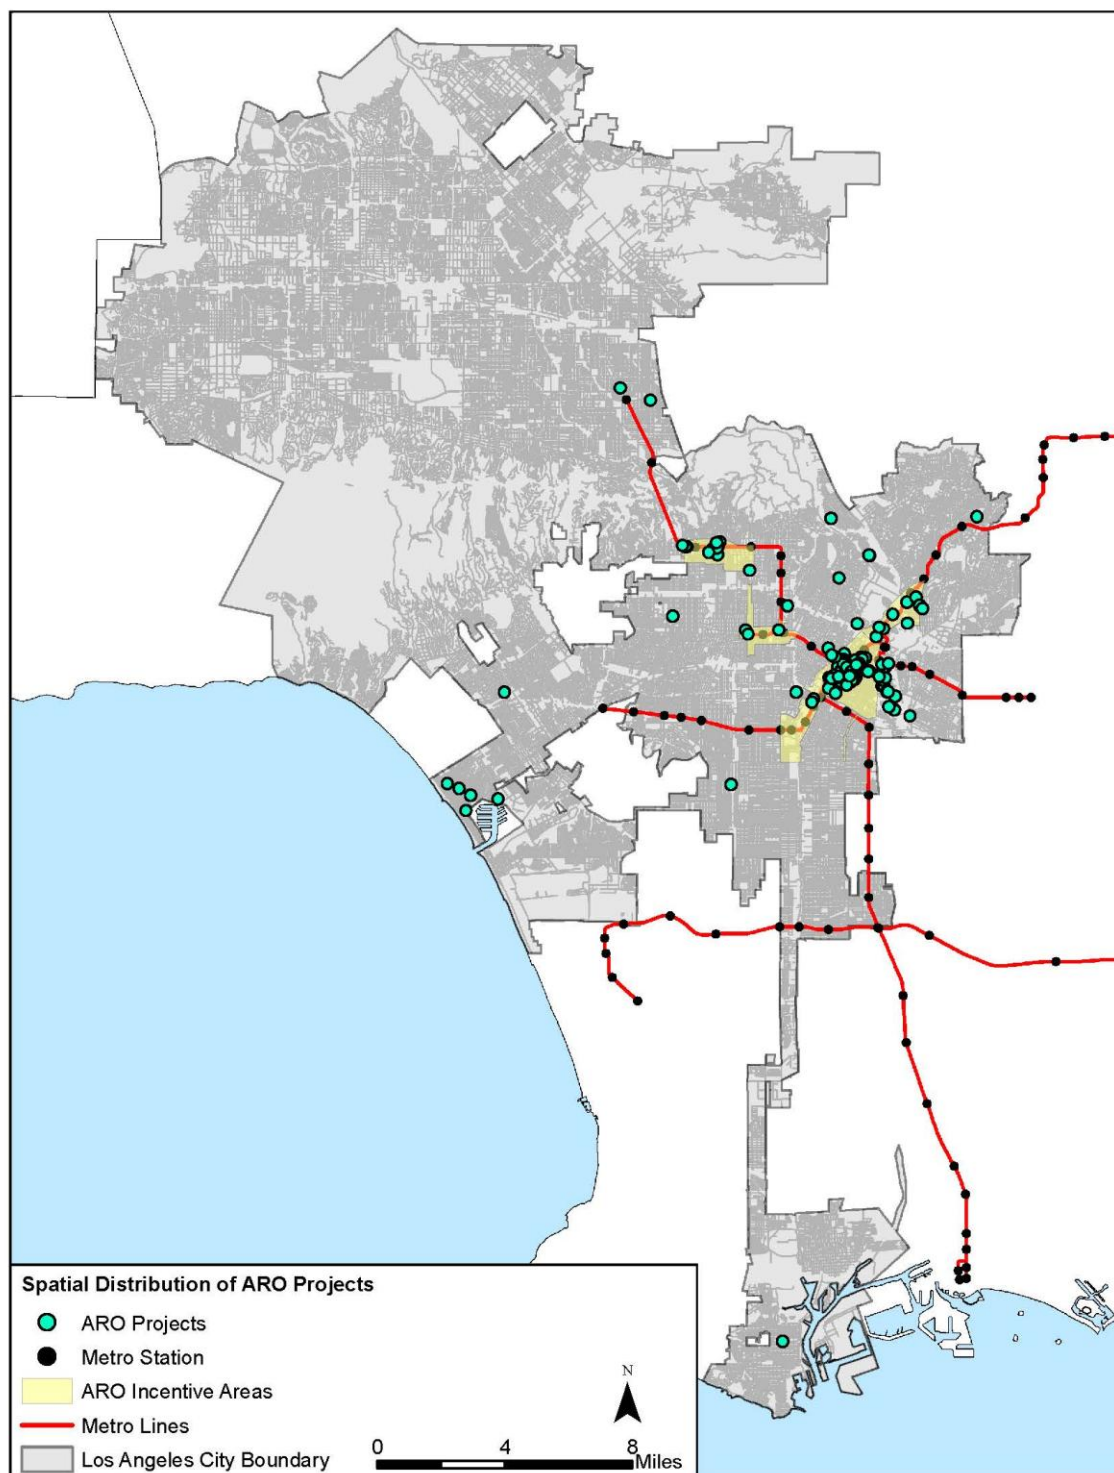 N
Spatial Distribution of ARO Projects
ARO Projects
Metro Station
ARO Incentive Areas
Metro Lines
Los Angeles City Boundary
0 4 8 Miles